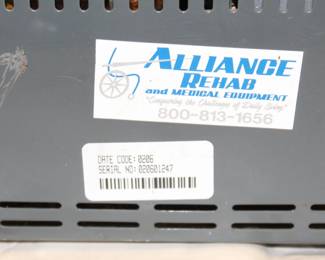 ALLIANCE
REHAB
AND MEDICAL EQUIPMENT
"Conquering the Challenges of Daily Living"
800-813-1656
DATE CODE: 0206
SERIAL NO: 020601247